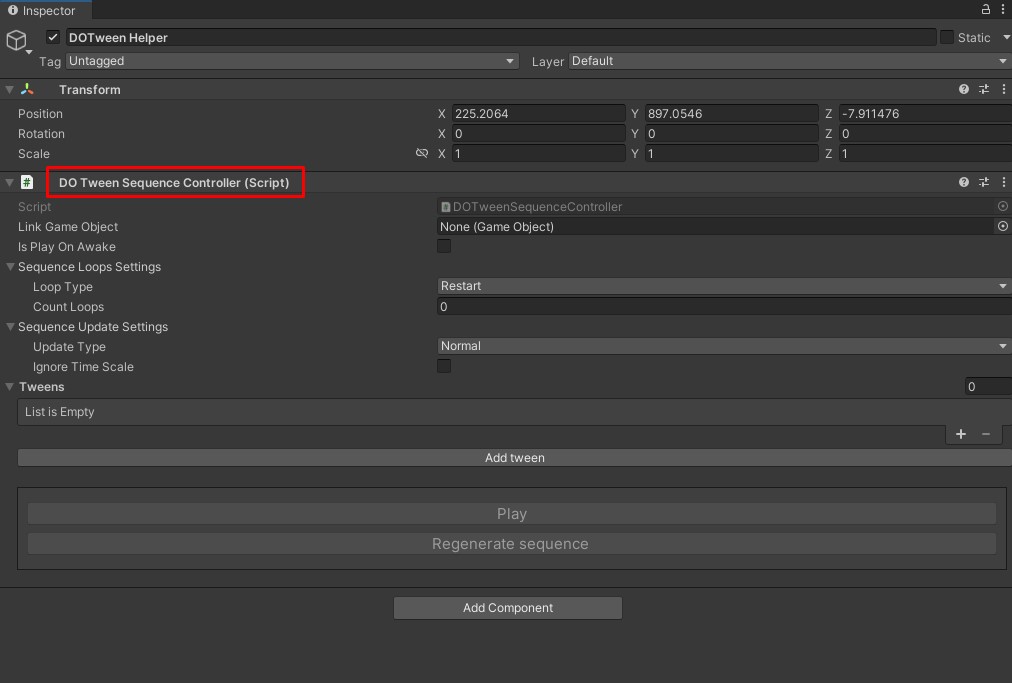 Inspector
DOTween Helper Static
Tag Untagged Layer Default
Transform
Position X 225.2064 Y 897.0546 Z -7.911476
Rotation X 0 Y 0 Z 0
Scale X 1 Y 1 Z 1
# DO Tween Sequence Controller (Script)
Script # DOTweenSequenceController
Link Game Object None (Game Object)
Is Play On Awake
Sequence Loops Settings
Loop Type Restart
Count Loops 0
Sequence Update Settings
Update Type Normal
Ignore Time Scale
Tweens 0
List is Empty
+ −
Add tween
Play
Regenerate sequence
Add Component